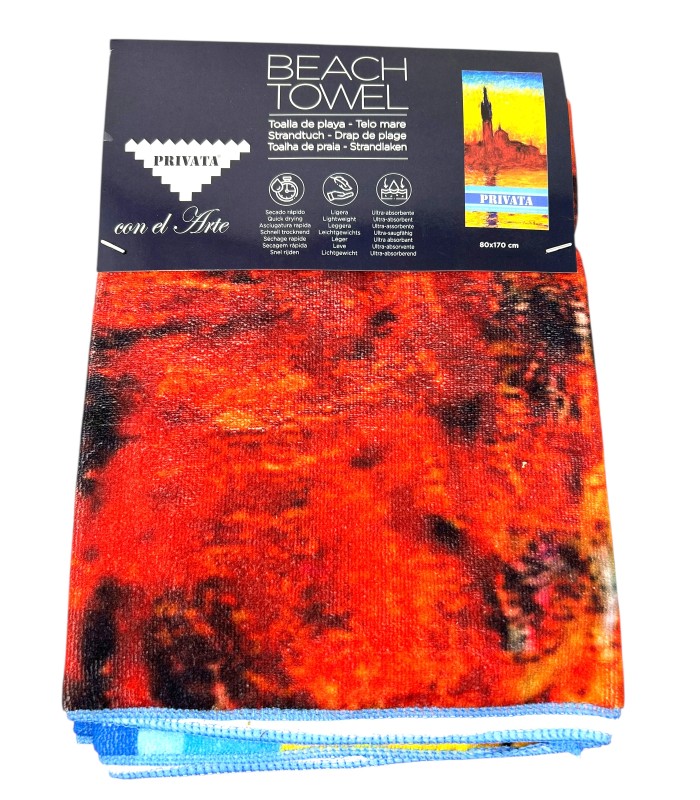 BEACH
TOWEL
Toalla de playa - Telo mare
Strandtuch - Drap de plage
Toalha de praia - Strandlaken
PRIVATA
con el Arte
Secado rápido
Quick drying
Asciugatura rapida
Schnell trocknend
Séchage rapide
Secagem rápida
Snel rijden
Ligera
Lightweight
Leggera
Leichtgewichts
Léger
Leve
Lichtgewicht
Ultra-absorbente
Ultra-absorbent
Ultra-assorbente
Ultra-saugfähig
Ultra absorbant
Ultra-absorvente
Ultra-absorberend
PRIVATA
80x170 cm